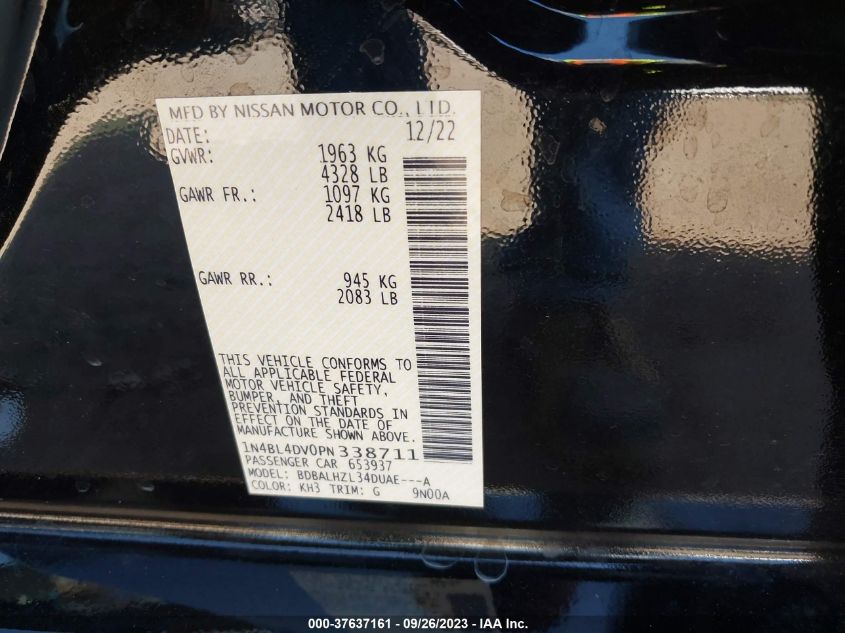 MFD BY NISSAN MOTOR CO., LTD.
DATE: 12/22
GVWR: 1963 KG
4328 LB
GAWR FR.: 1097 KG
2418 LB
GAWR RR.: 945 KG
2083 LB
THIS VEHICLE CONFORMS TO
ALL APPLICABLE FEDERAL
MOTOR VEHICLE SAFETY,
BUMPER, AND THEFT
PREVENTION STANDARDS IN
EFFECT ON THE DATE OF
MANUFACTURE SHOWN ABOVE.
1N4BL4DV0PN338711
PASSENGER CAR 653937
MODEL: BDBALHZL34DUAE---A
COLOR: KH3 TRIM: G 9N00A
000-37637161 - 09/26/2023 - IAA Inc.